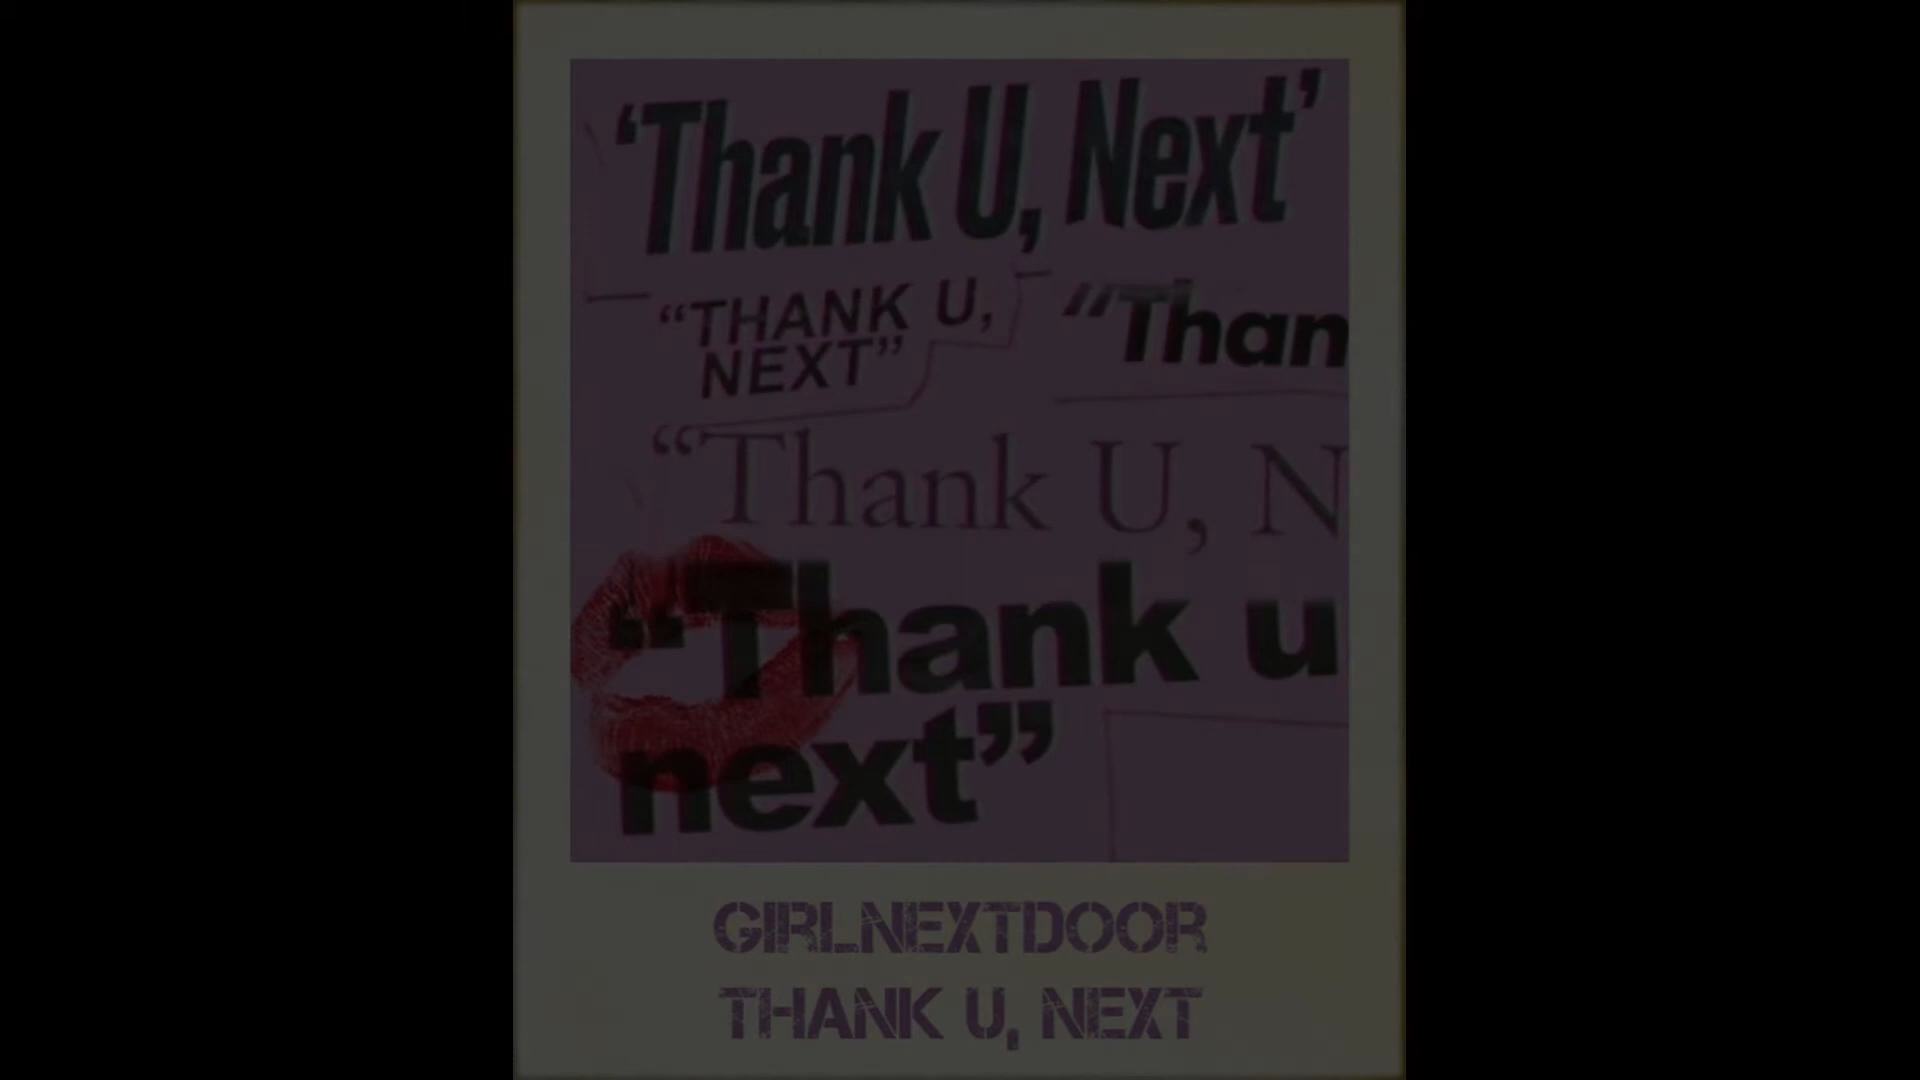 ‘Thank U, Next’
“THANK U,
NEXT”
“Than
“Thank U, N
“Thank u
next”
GIRLNEXTDOOR
THANK U, NEXT